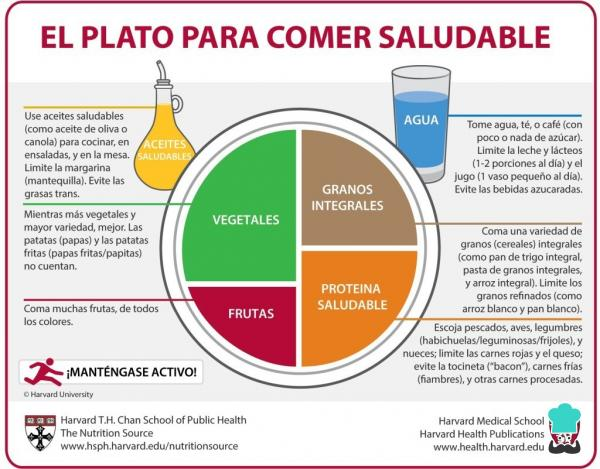 EL PLATO PARA COMER SALUDABLE
Use aceites saludables
(como aceite de oliva o
canola) para cocinar, en
ensaladas, y en la mesa.
Limite la margarina
(mantequilla). Evite las
grasas trans.
ACEITES
SALUDABLES
AGUA
Tome agua, té, o café (con
poco o nada de azúcar).
Limite la leche y lácteos
(1-2 porciones al día) y el
jugo (1 vaso pequeño al día).
Evite las bebidas azucaradas.
Mientras más vegetales y
mayor variedad, mejor. Las
patatas (papas) y las patatas
fritas (papas fritas/papitas)
no cuentan.
VEGETALES
GRANOS
INTEGRALES
Coma una variedad de
granos (cereales) integrales
(como pan de trigo integral,
pasta de granos integrales,
y arroz integral). Limite los
granos refinados (como
arroz blanco y pan blanco).
Coma muchas frutas, de todos
los colores.
FRUTAS
PROTEINA
SALUDABLE
Escoja pescados, aves, legumbres
(habichuelas/leguminosas/frijoles), y
nueces; limite las carnes rojas y el queso;
evite la tocineta ("bacon"), carnes frías
(fiambres), y otras carnes procesadas.
¡MANTÉNGASE ACTIVO!
© Harvard University
Harvard T.H. Chan School of Public Health
The Nutrition Source
www.hsph.harvard.edu/nutritionsource
Harvard Medical School
Harvard Health Publications
www.health.harvard.edu